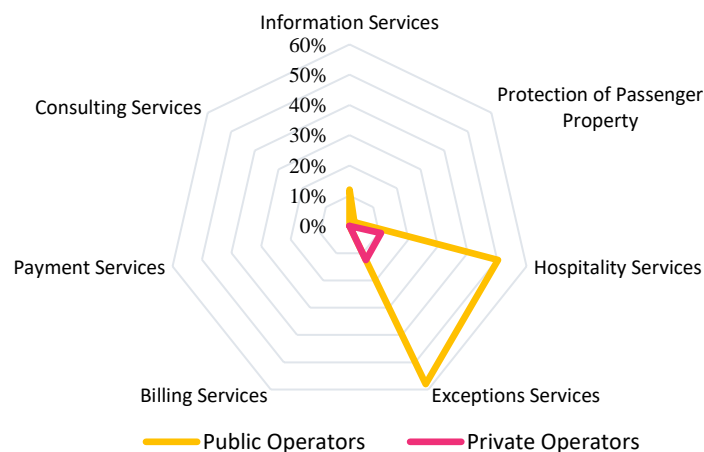 Information Services
60%
50%
40%
30%
20%
10%
0%
Protection of Passenger
Property
Hospitality Services
Exceptions Services
Billing Services
Payment Services
Consulting Services
Public Operators
Private Operators